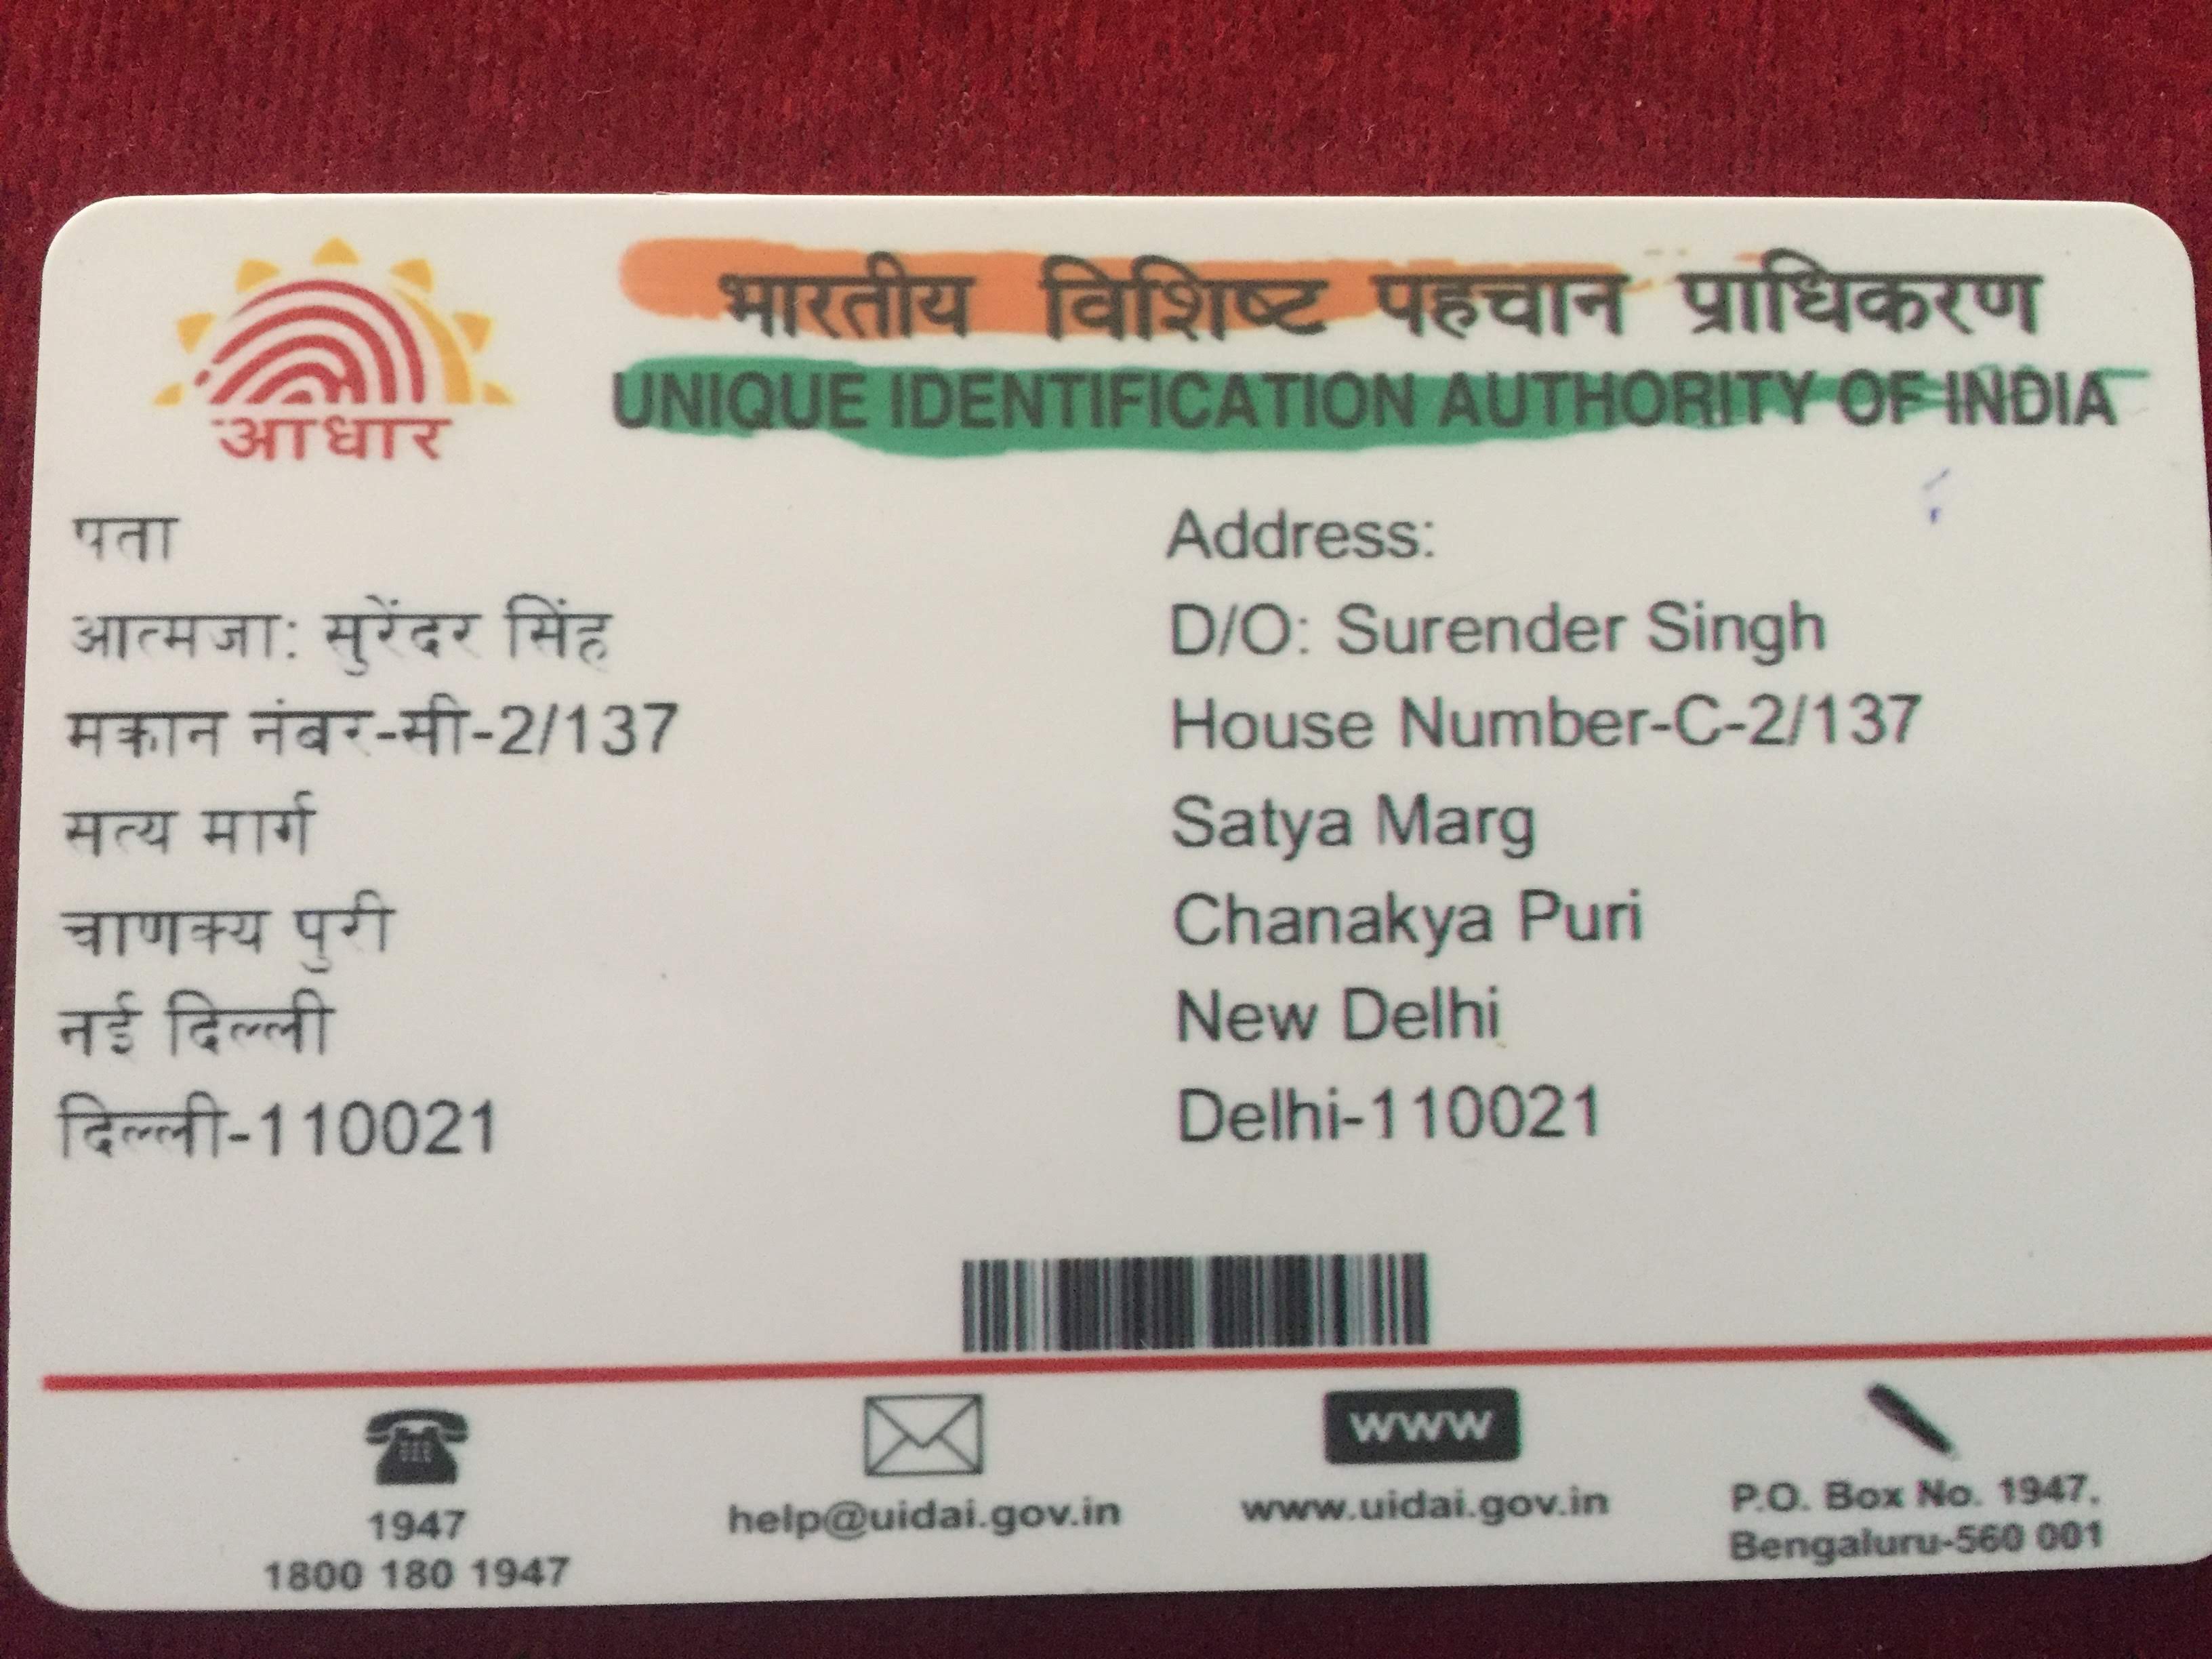 भारतीय विशिष्ट पहचान प्राधिकरण
UNIQUE IDENTIFICATION AUTHORITY OF INDIA
आधार
पता
आत्मजा: सुरेंदर सिंह
मकान नंबर-सी-2/137
सत्य मार्ग
चाणक्य पुरी
नई दिल्ली
दिल्ली-110021
Address:
D/O: Surender Singh
House Number-C-2/137
Satya Marg
Chanakya Puri
New Delhi
Delhi-110021
1947
1800 180 1947
help@uidai.gov.in
www
www.uidai.gov.in
P.O. Box No. 1947,
Bengaluru-560 001